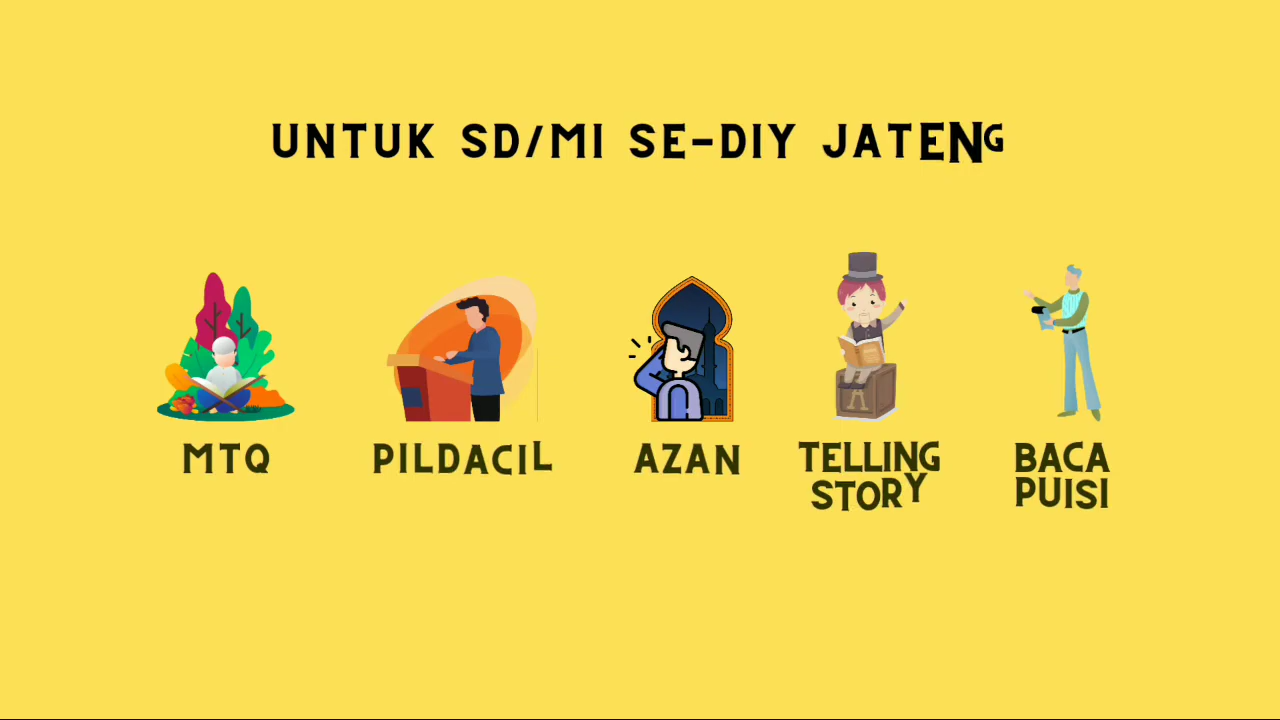 UNTUK SD/MI SE-DIY JATENG
MTQ
PILDACIL
AZAN
TELLING
STORY
BACA
PUISI